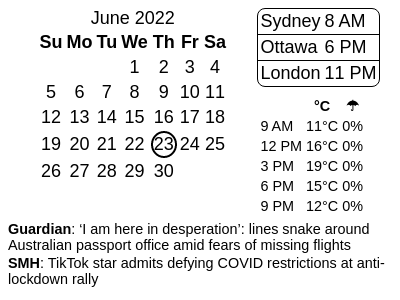 June 2022
Su Mo Tu We Th Fr Sa
1 2 3 4
5 6 7 8 9 10 11
12 13 14 15 16 17 18
19 20 21 22 23 24 25
26 27 28 29 30
Sydney 8 AM
Ottawa 6 PM
London 11 PM
°C ☂
9 AM 11°C 0%
12 PM 16°C 0%
3 PM 19°C 0%
6 PM 15°C 0%
9 PM 12°C 0%
Guardian: ‘I am here in desperation’: lines snake around
Australian passport office amid fears of missing flights
SMH: TikTok star admits defying COVID restrictions at anti-
lockdown rally